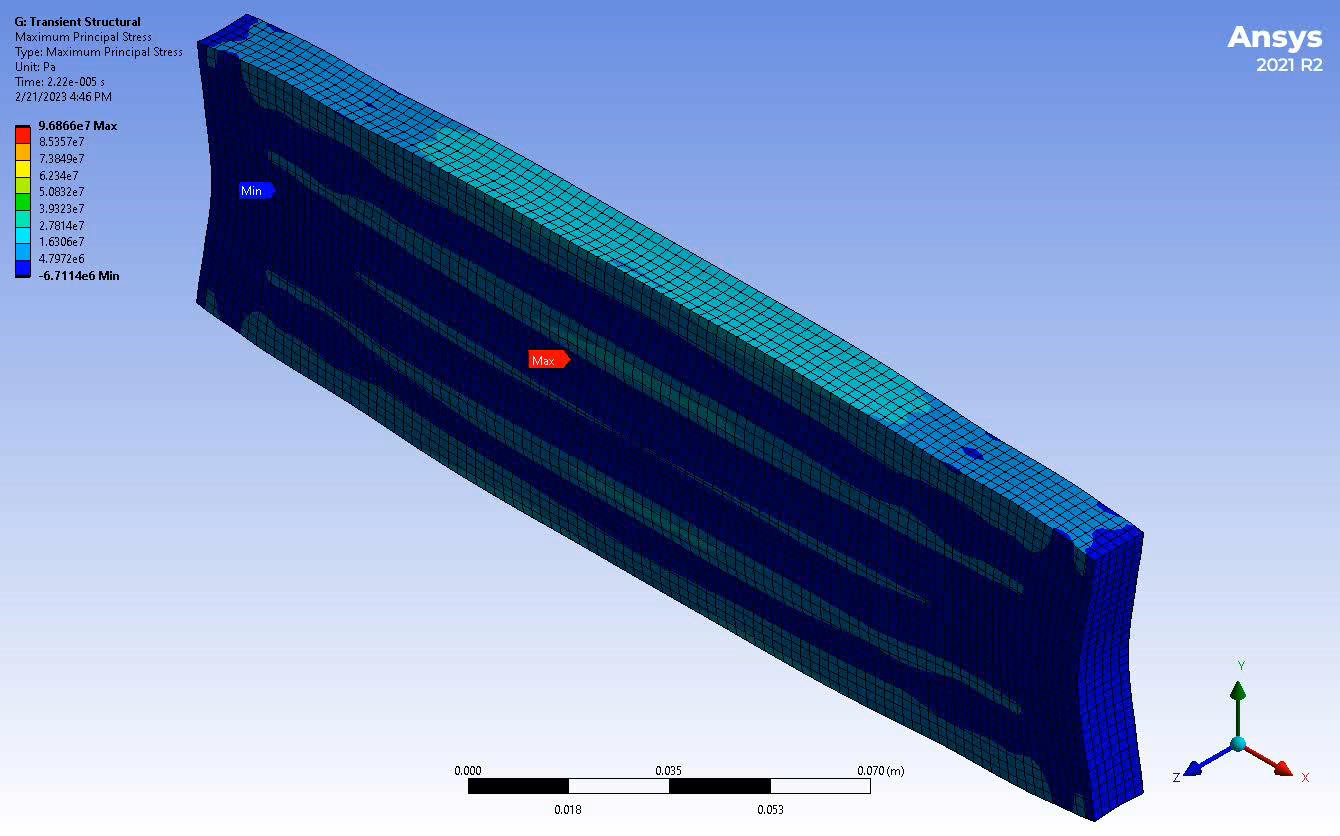 G: Transient Structural
Maximum Principal Stress
Type: Maximum Principal Stress
Unit: Pa
Time: 2.22e-005 s
2/21/2023 4:46 PM
9.6866e7 Max
8.5357e7
7.3849e7
6.234e7
5.0832e7
3.9323e7
2.7814e7
1.6306e7
4.7972e6
-6.7114e6 Min
Ansys
2021 R2
Min
Max
0.000 0.035 0.070 (m)
0.018 0.053
Y
Z X